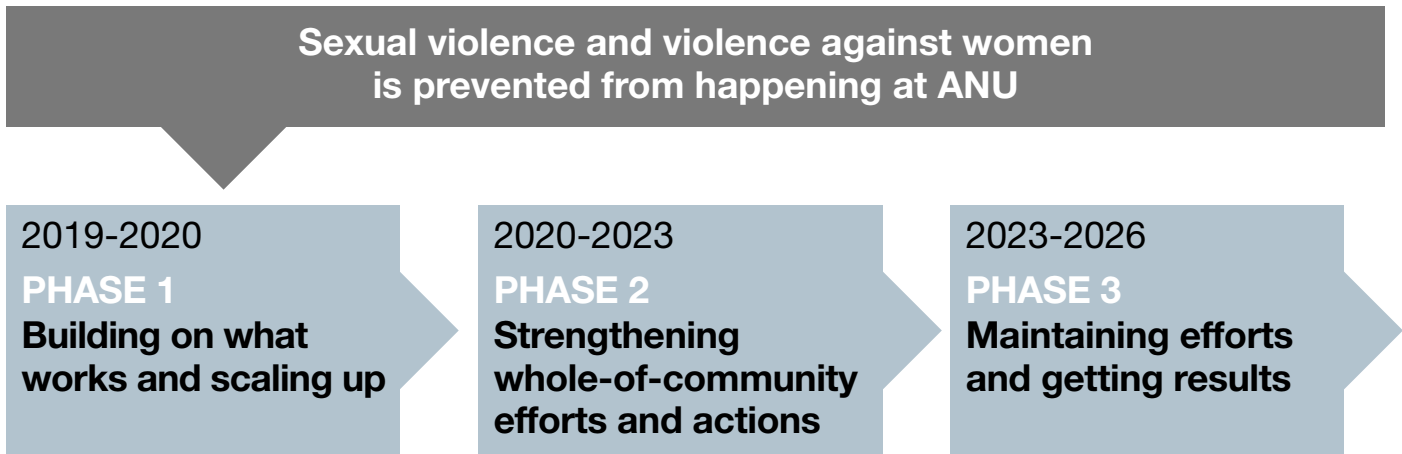 Sexual violence and violence against women
is prevented from happening at ANU
2019-2020
PHASE 1
Building on what
works and scaling up
2020-2023
PHASE 2
Strengthening
whole-of-community
efforts and actions
2023-2026
PHASE 3
Maintaining efforts
and getting results